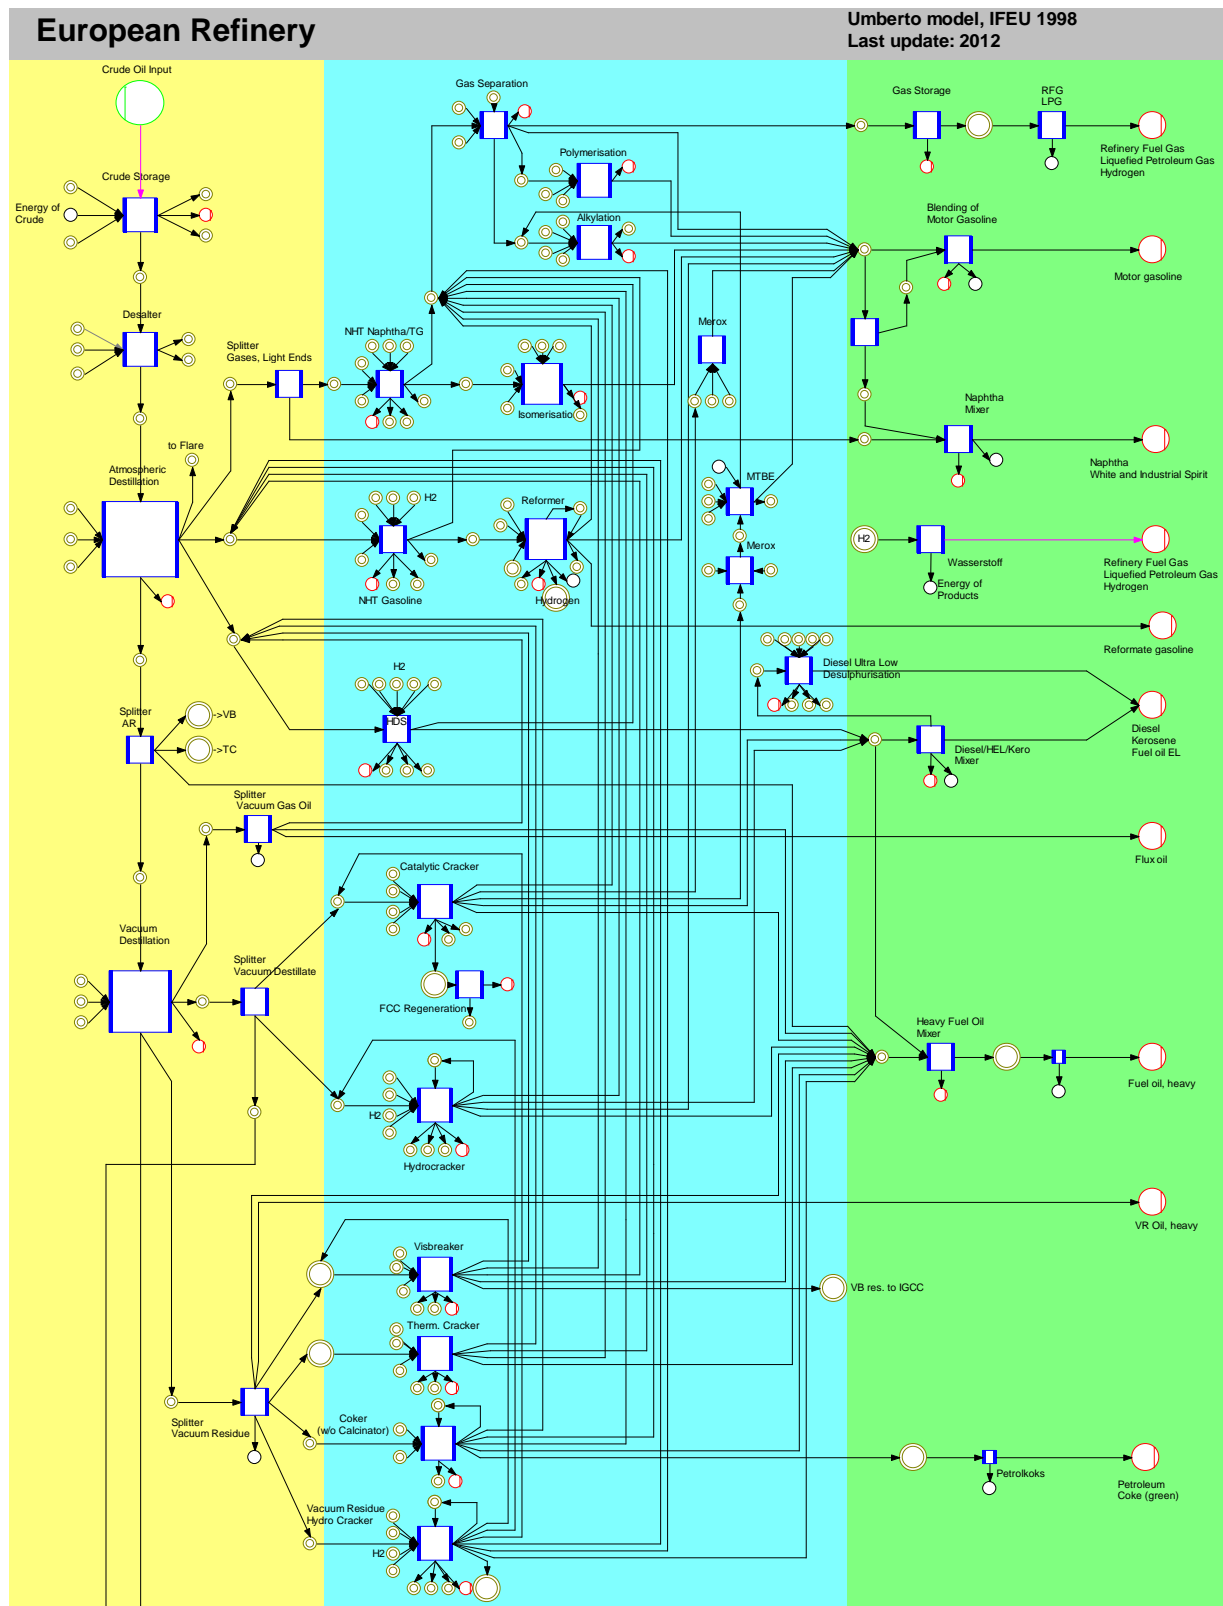 European Refinery
Umberto model, IFEU 1998
Last update: 2012
Crude Oil Input
Gas Separation
Gas Storage
RFG
LPG
Refinery Fuel Gas
Liquefied Petroleum Gas
Hydrogen
Polymerisation
Crude Storage
Energy of
Crude
Alkylation
Blending of
Motor Gasoline
Motor gasoline
Desalter
Splitter
Gases, Light Ends
NHT Naphtha/TG
Merox
Isomerisation
Naphtha
Mixer
Naphtha
White and Industrial Spirit
to Flare
Atmospheric
Destillation
H2
Reformer
MTBE
H2
Wasserstoff
Energy of
Products
Refinery Fuel Gas
Liquefied Petroleum Gas
Hydrogen
Merox
NHT Gasoline
Hydrogen
Reformate gasoline
H2
HDS
Diesel Ultra Low
Desulphurisation
Splitter
AR
->VB
->TC
Diesel
Kerosene
Fuel oil EL
Diesel/HEL/Kero
Mixer
Splitter
Vacuum Gas Oil
Flux oil
Catalytic Cracker
Vacuum
Destillation
Splitter
Vacuum Destillate
FCC Regeneration
Heavy Fuel Oil
Mixer
Fuel oil, heavy
H2
Hydrocracker
VR Oil, heavy
Visbreaker
VB res. to IGCC
Therm. Cracker
Splitter
Vacuum Residue
Coker
(w/o Calcinator)
Petrolkoks
Petroleum
Coke (green)
Vacuum Residue
Hydro Cracker
H2